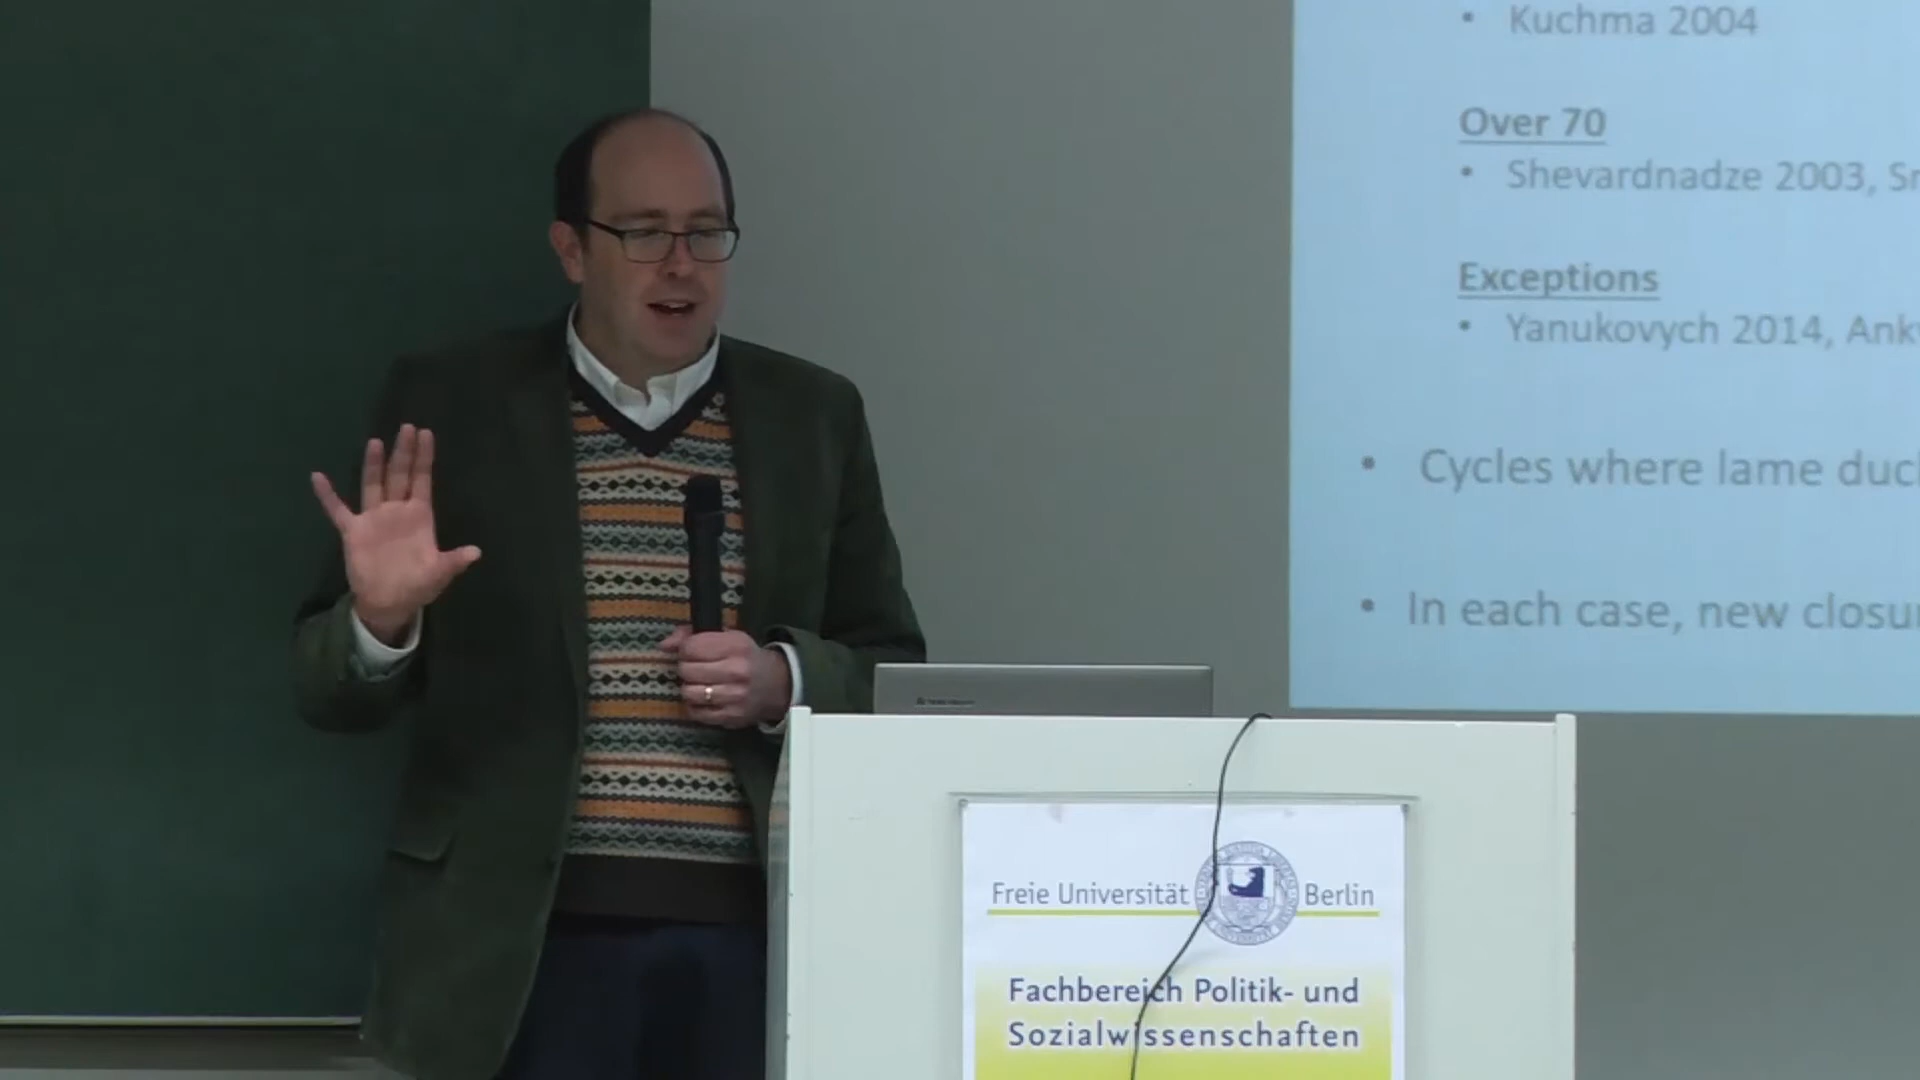 • Kuchma 2004
Over 70
• Shevardnadze 2003,
Exceptions
• Yanukovych 2014,
• Cycles where lame
• In each case, new
Freie Universität Berlin
Fachbereich Politik- und
Sozialwissenschaften